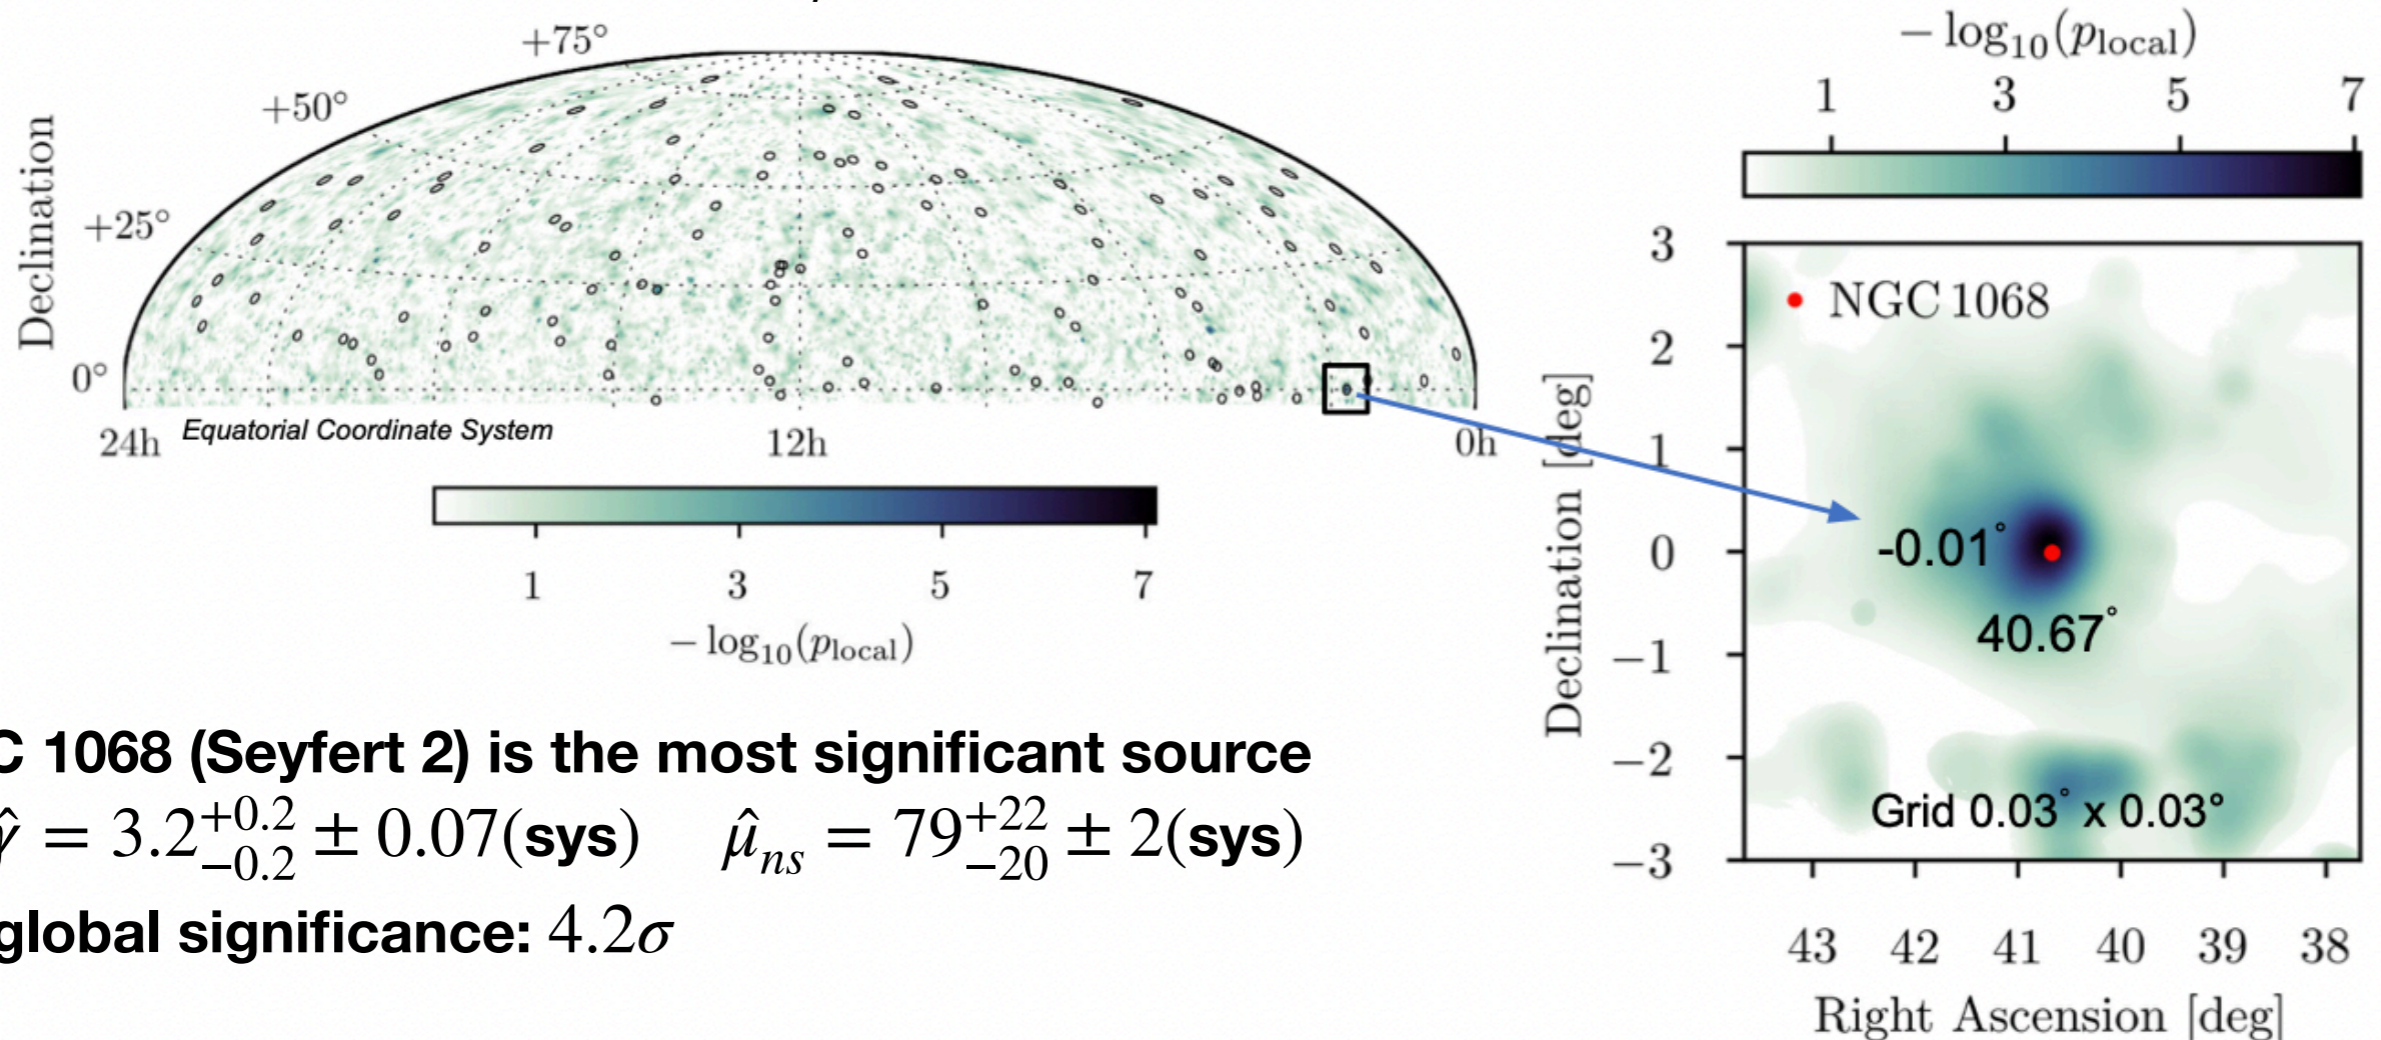 +75°
+50°
+25°
0°
Declination
24h
Equatorial Coordinate System
12h
0h
1 3 5 7
− log₁₀(p_local)
− log₁₀(p_local)
1 3 5 7
NGC 1068
3
2
1
0
−1
−2
−3
Declination [deg]
-0.01°
40.67°
Grid 0.03° x 0.03°
43 42 41 40 39 38
Right Ascension [deg]
C 1068 (Seyfert 2) is the most significant source
γ̂ = 3.2^{+0.2}_{−0.2} ± 0.07(sys) μ̂_{ns} = 79^{+22}_{−20} ± 2(sys)
global significance: 4.2σ